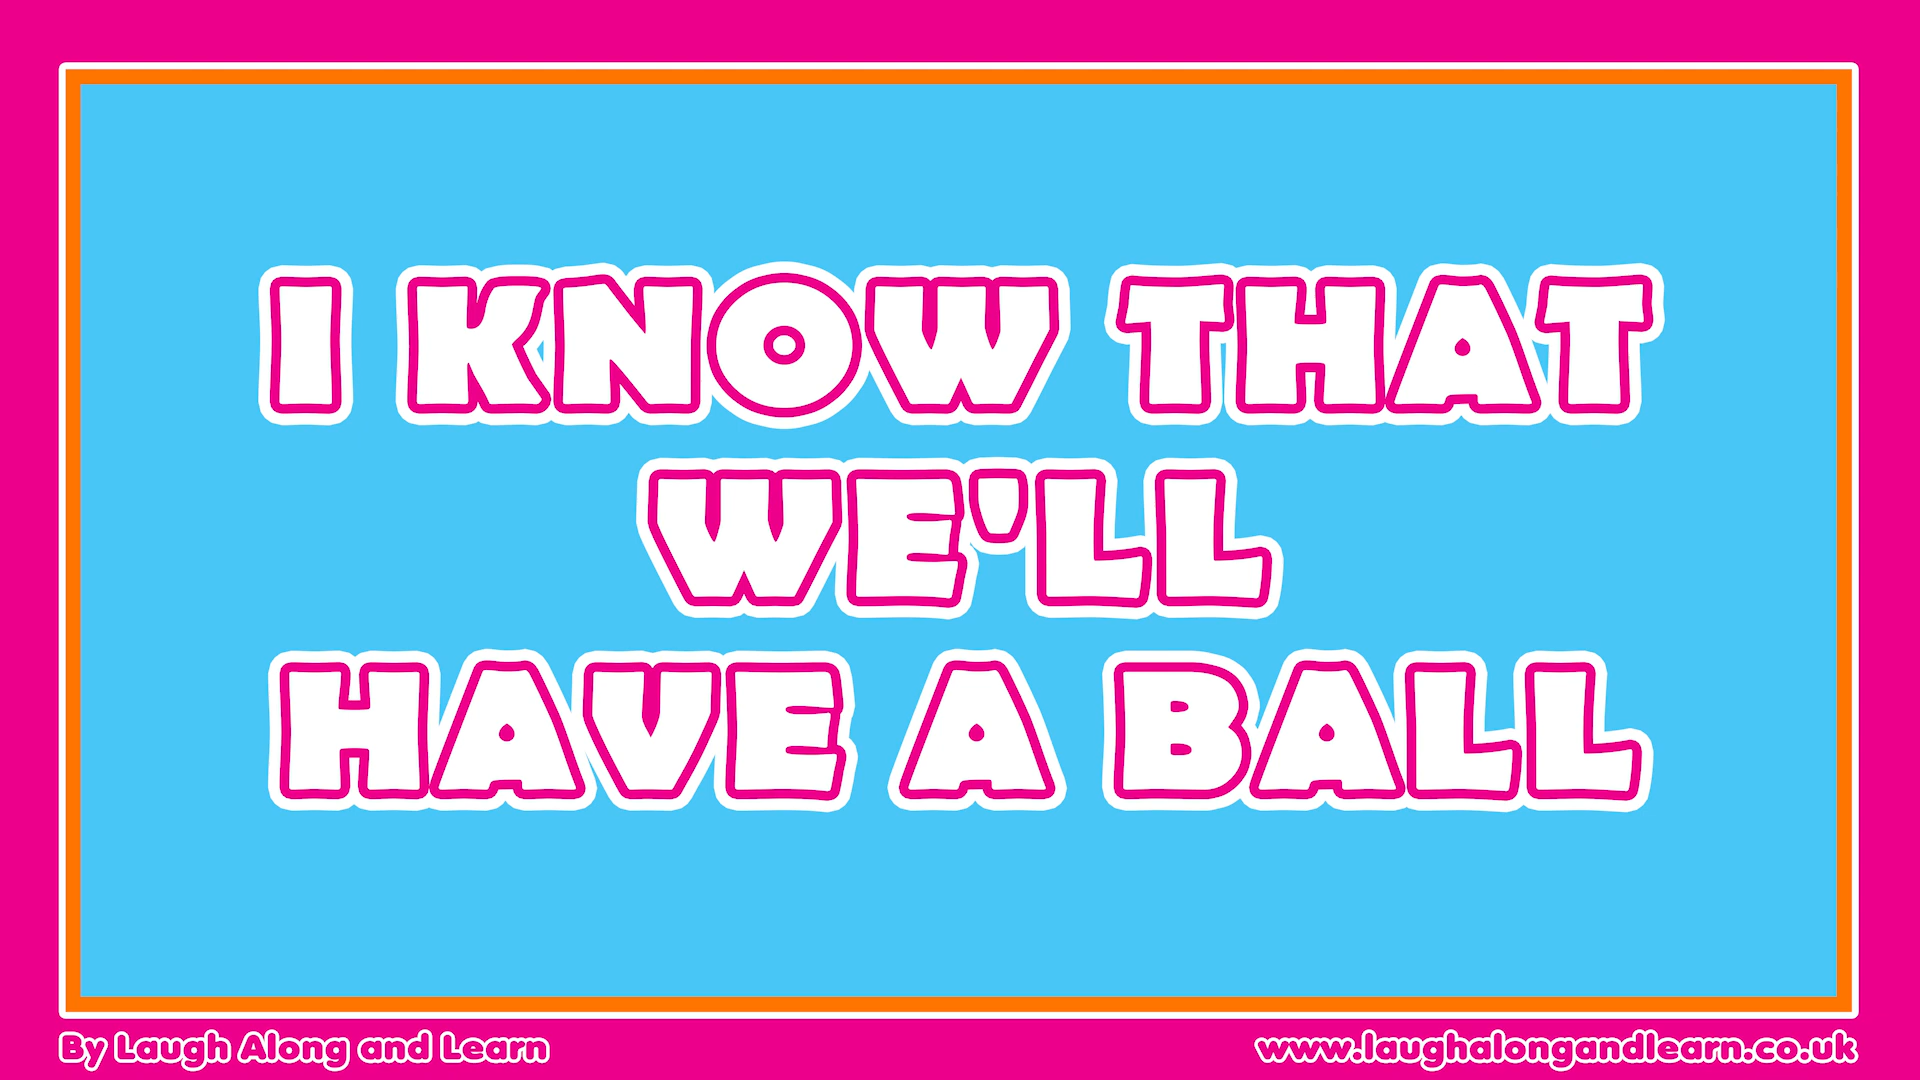 I KNOW THAT
WE'LL
HAVE A BALL
By Laugh Along and Learn
www.laughalongandlearn.co.uk